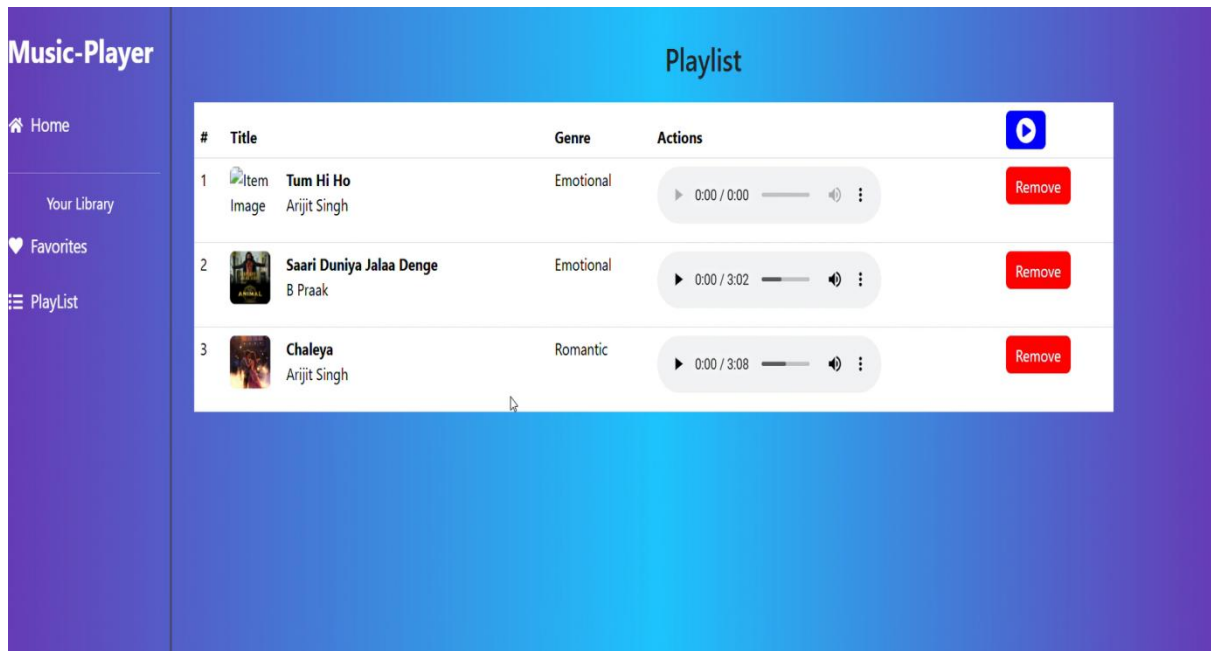 Music-Player
Home
Your Library
Favorites
PlayList
Playlist
# Title Genre Actions
1 Item Image Tum Hi Ho Arijit Singh Emotional 0:00 / 0:00 Remove
2 ANIMAL Saari Duniya Jalaa Denge B Praak Emotional 0:00 / 3:02 Remove
3 Chaleya Arijit Singh Romantic 0:00 / 3:08 Remove